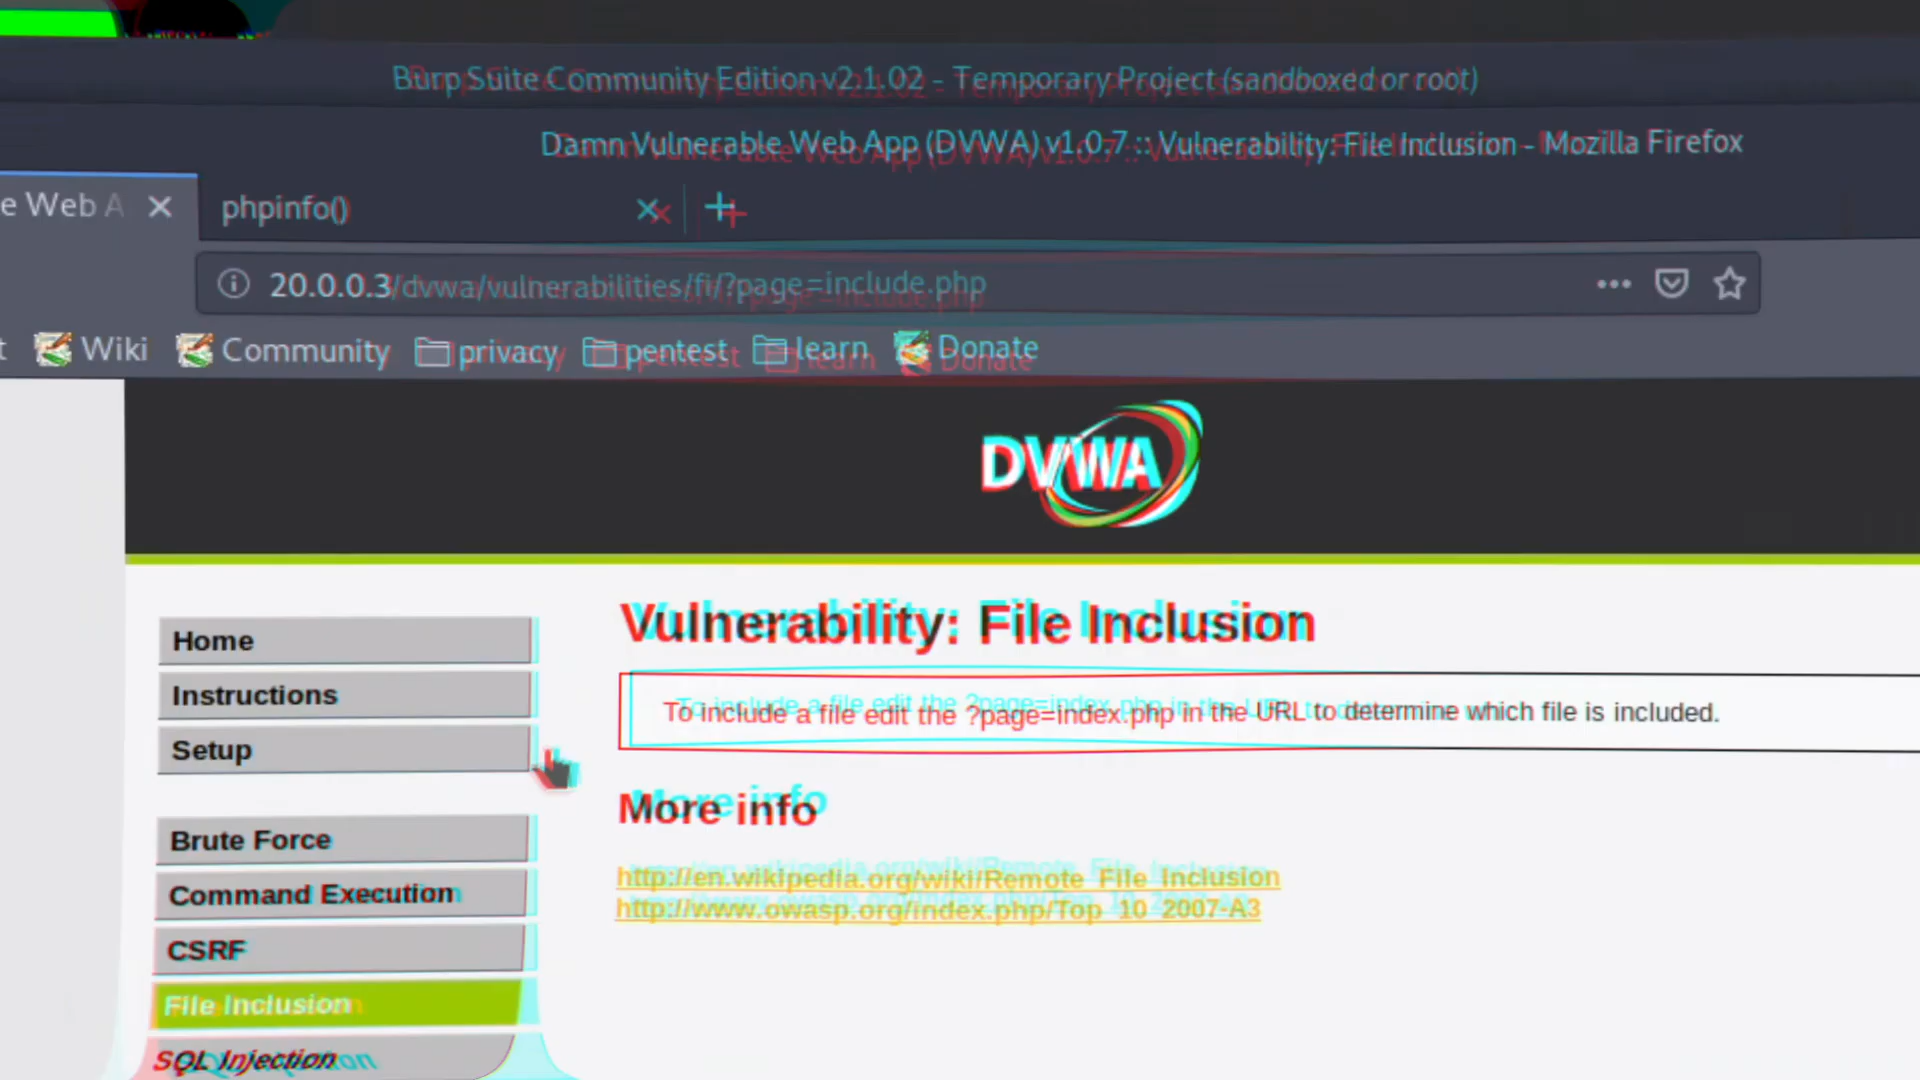 Burp Suite Community Edition v2.1.02 - Temporary Project (sandboxed or root)
Damn Vulnerable Web App (DVWA) v1.0.7 :: Vulnerability: File Inclusion - Mozilla Firefox
e Web A
phpinfo()
20.0.0.3/dvwa/vulnerabilities/fi/?page=include.php
t Wiki Community privacy pentest learn Donate
DVWA
Home
Instructions
Setup
Brute Force
Command Execution
CSRF
File Inclusion
SQL Injection
Vulnerability: File Inclusion
To include a file edit the ?page=index.php in the URL to determine which file is included.
More info
http://en.wikipedia.org/wiki/Remote_File_Inclusion
http://www.owasp.org/index.php/Top_10_2007-A3